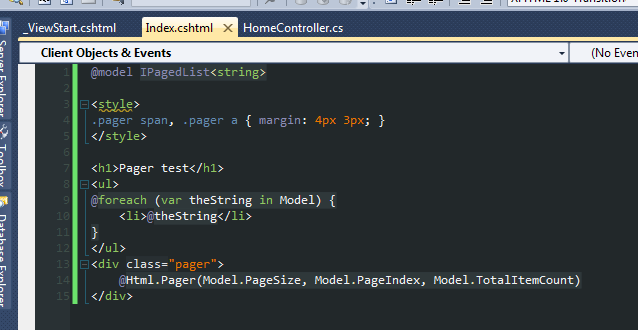 XHTML 1.0 Transition
_ViewStart.cshtml Index.cshtml HomeController.cs
Client Objects & Events (No Even
Server Explorer
Toolbox
Database Explorer
1 @model IPagedList<string>
2
3 <style>
4 .pager span, .pager a { margin: 4px 3px; }
5 </style>
6
7 <h1>Pager test</h1>
8 <ul>
9 @foreach (var theString in Model) {
10 <li>@theString</li>
11 }
12 </ul>
13 <div class="pager">
14 @Html.Pager(Model.PageSize, Model.PageIndex, Model.TotalItemCount)
15 </div>